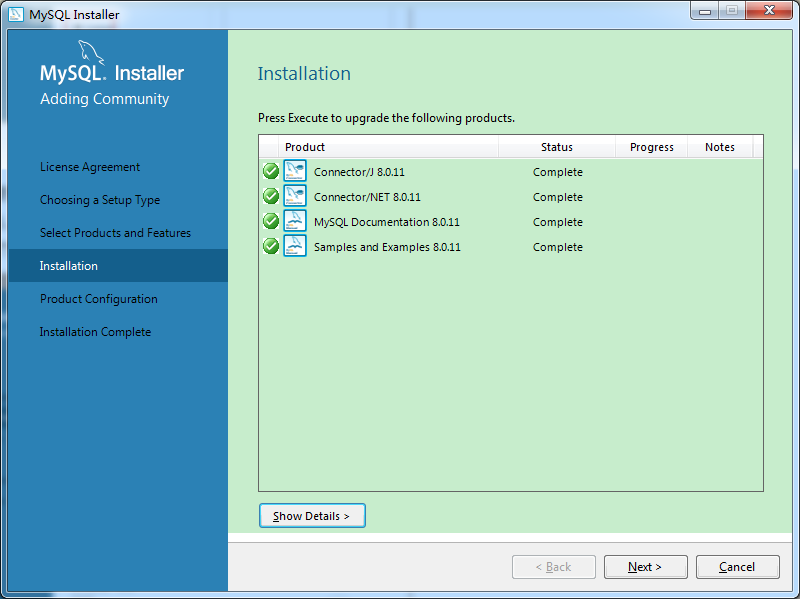 MySQL Installer
MySQL. Installer
Adding Community
License Agreement
Choosing a Setup Type
Select Products and Features
Installation
Product Configuration
Installation Complete
Installation
Press Execute to upgrade the following products.
Product Status Progress Notes
Connector/J 8.0.11 Complete
Connector/NET 8.0.11 Complete
MySQL Documentation 8.0.11 Complete
Samples and Examples 8.0.11 Complete
Show Details >
< Back Next > Cancel